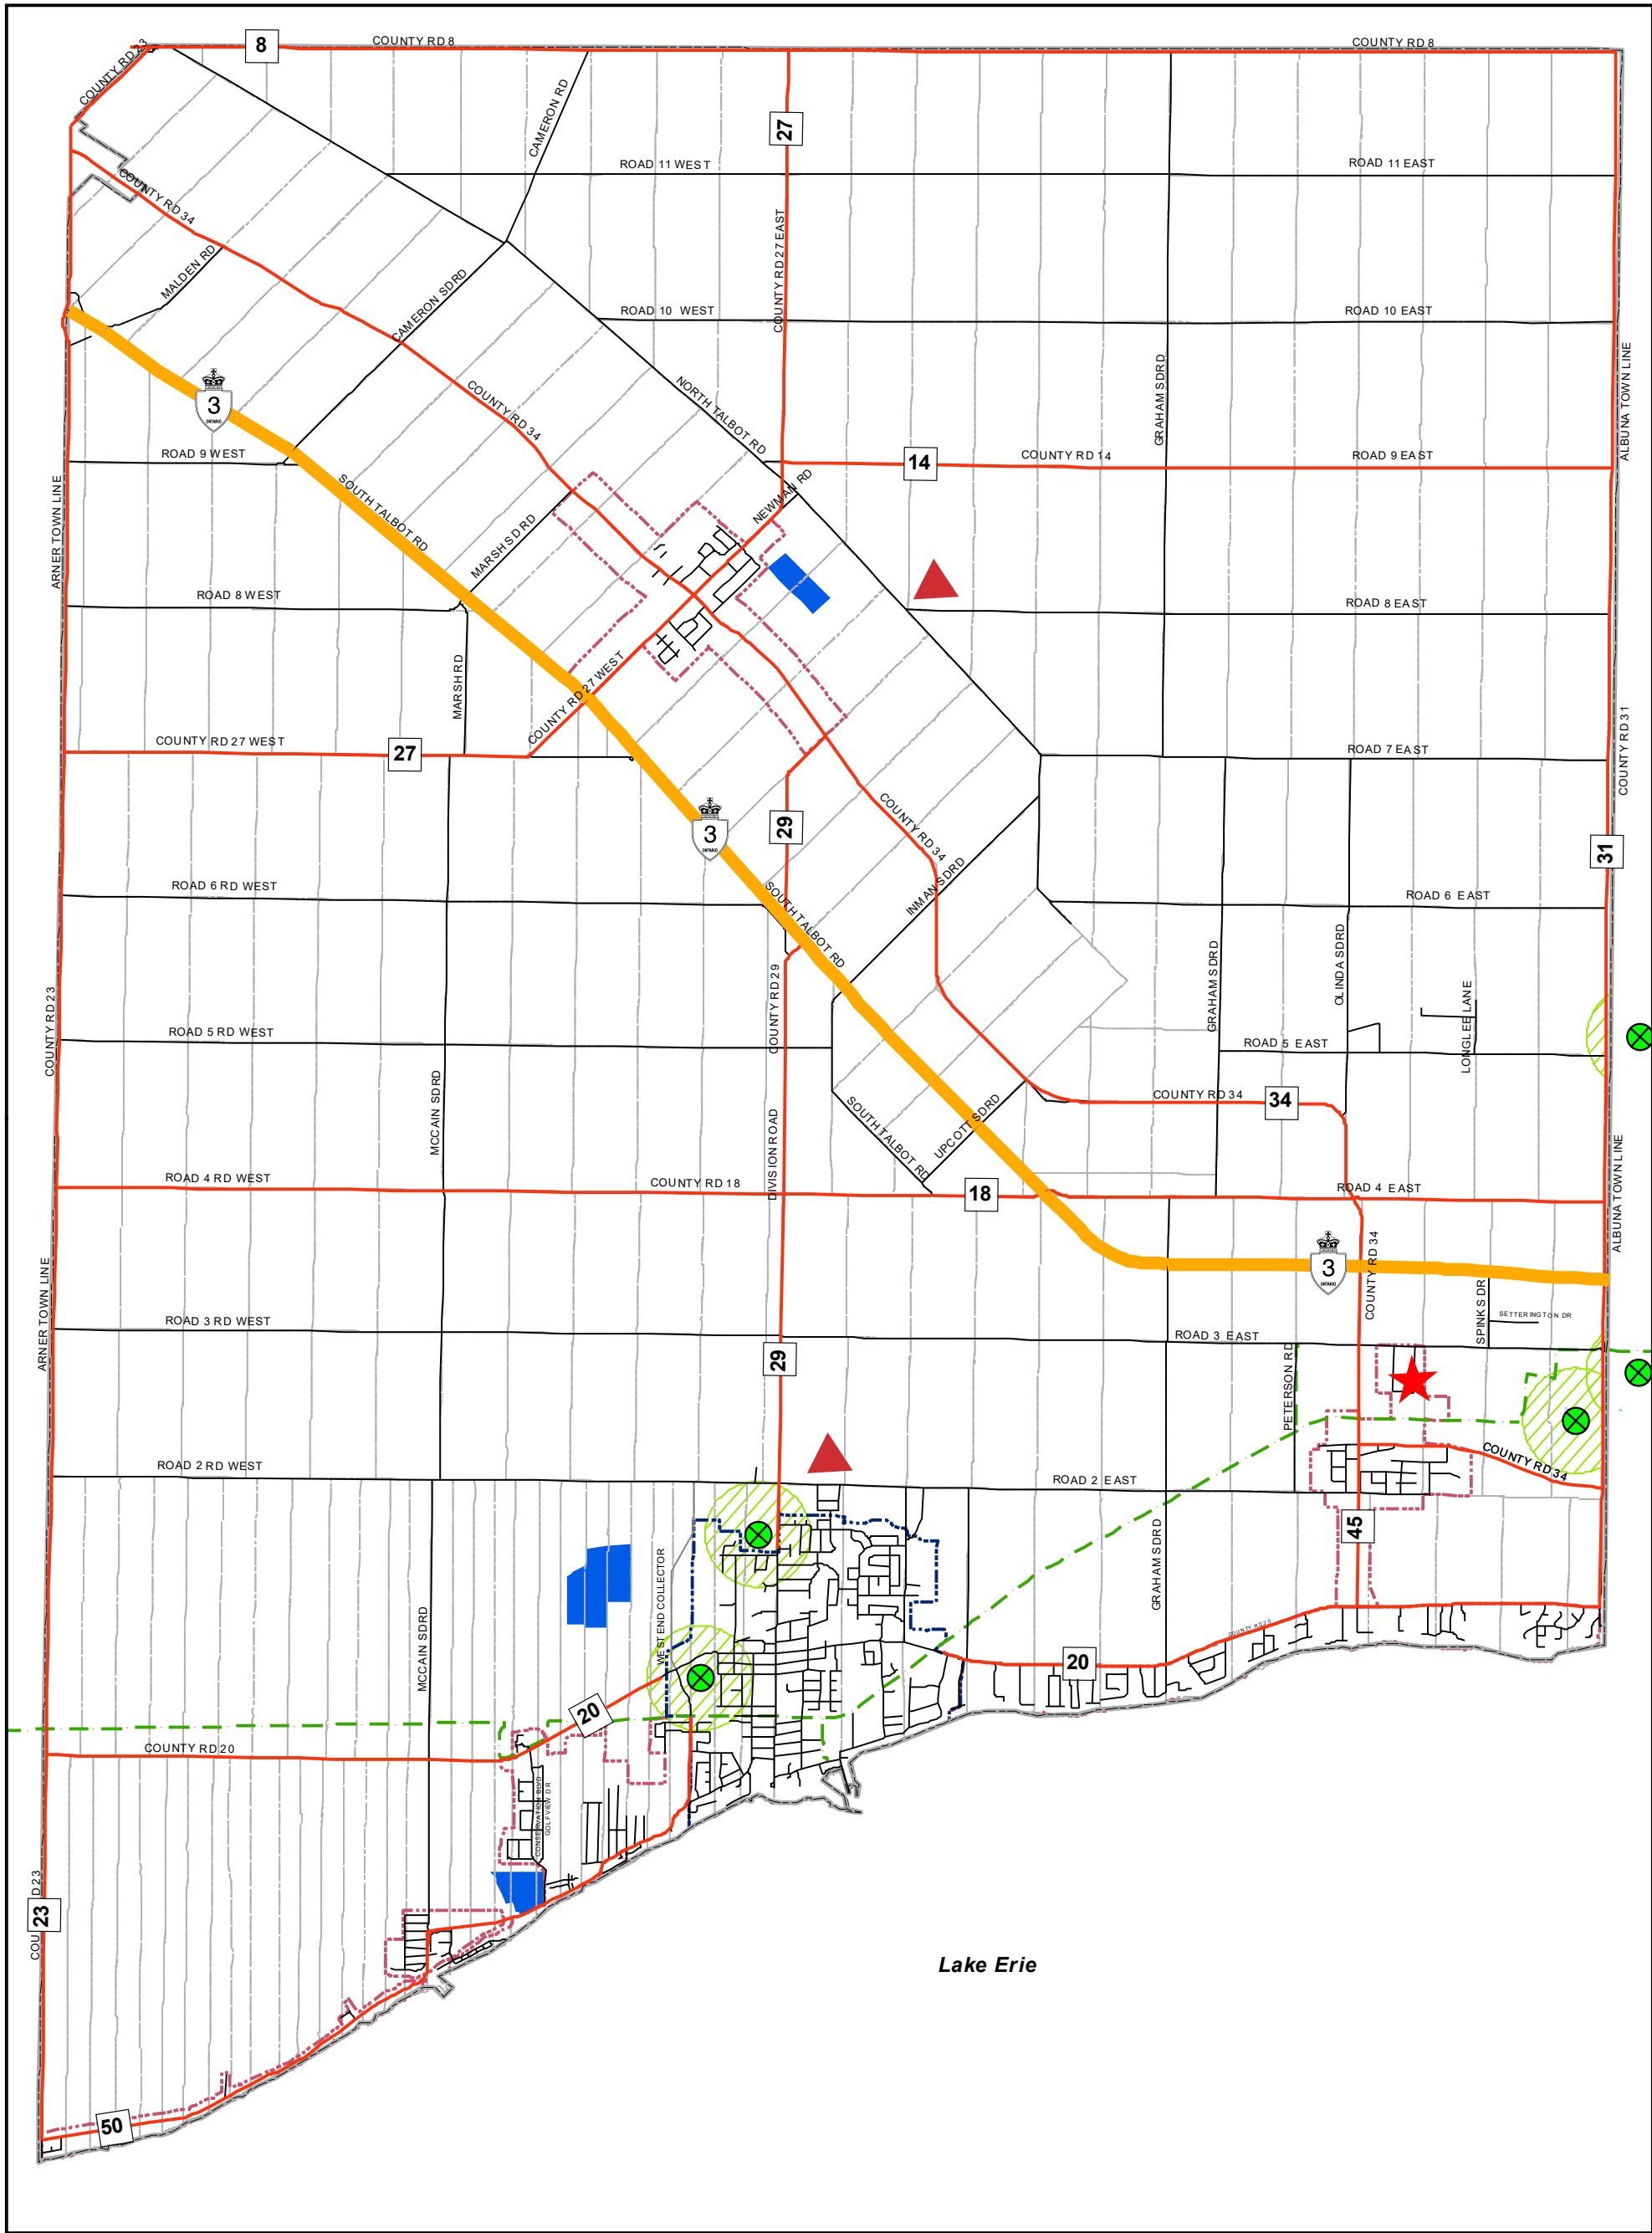 COUNTY RD 23
8
COUNTY RD 8
COUNTY RD 8
CAMERON RD
27
ROAD 11 WEST
ROAD 11 EAST
COUNTY RD 34
COUNTY RD 27 EAST
MALDEN RD
CAMERON SDRD
ROAD 10 WEST
ROAD 10 EAST
3
ONTARIO
COUNTY RD 34
NORTH TALBOT RD
GRAHAM SDRD
ALBUNA TOWN LINE
ROAD 9 WEST
14
COUNTY RD 14
ROAD 9 EAST
ARNER TOWN LINE
SOUTH TALBOT RD
MARSH SDRD
NEWMAN RD
ROAD 8 WEST
ROAD 8 EAST
MARSH RD
COUNTY RD 27 WEST
COUNTY RD 27 WEST
27
ROAD 7 EAST
COUNTY RD 31
3
ONTARIO
29
COUNTY RD 34
31
ROAD 6 RD WEST
SOUTH TALBOT RD
INMAN SDRD
ROAD 6 EAST
COUNTY RD 23
COUNTY RD 29
GRAHAM SDRD
OLINDA SDRD
LONGLEE LANE
ROAD 5 RD WEST
ROAD 5 EAST
MCCAIN SDRD
DIVISION ROAD
SOUTH TALBOT RD
UPCOTT SDRD
COUNTY RD 34
34
ALBUNA TOWN LINE
ROAD 4 RD WEST
COUNTY RD 18
18
ROAD 4 EAST
ARNER TOWN LINE
3
ONTARIO
COUNTY RD 34
SPINKS DR
SETTERINGTON DR
ROAD 3 RD WEST
29
ROAD 3 EAST
PETERSON RD
ROAD 2 RD WEST
ROAD 2 EAST
COUNTY RD 34
45
WEST END COLLECTOR
GRAHAM SDRD
MCCAIN SDRD
COUNTY RD 20
20
20
COUNTY RD 20
CONSERVATION BLVD
GOLFVIEW DR
23
Lake Erie
50